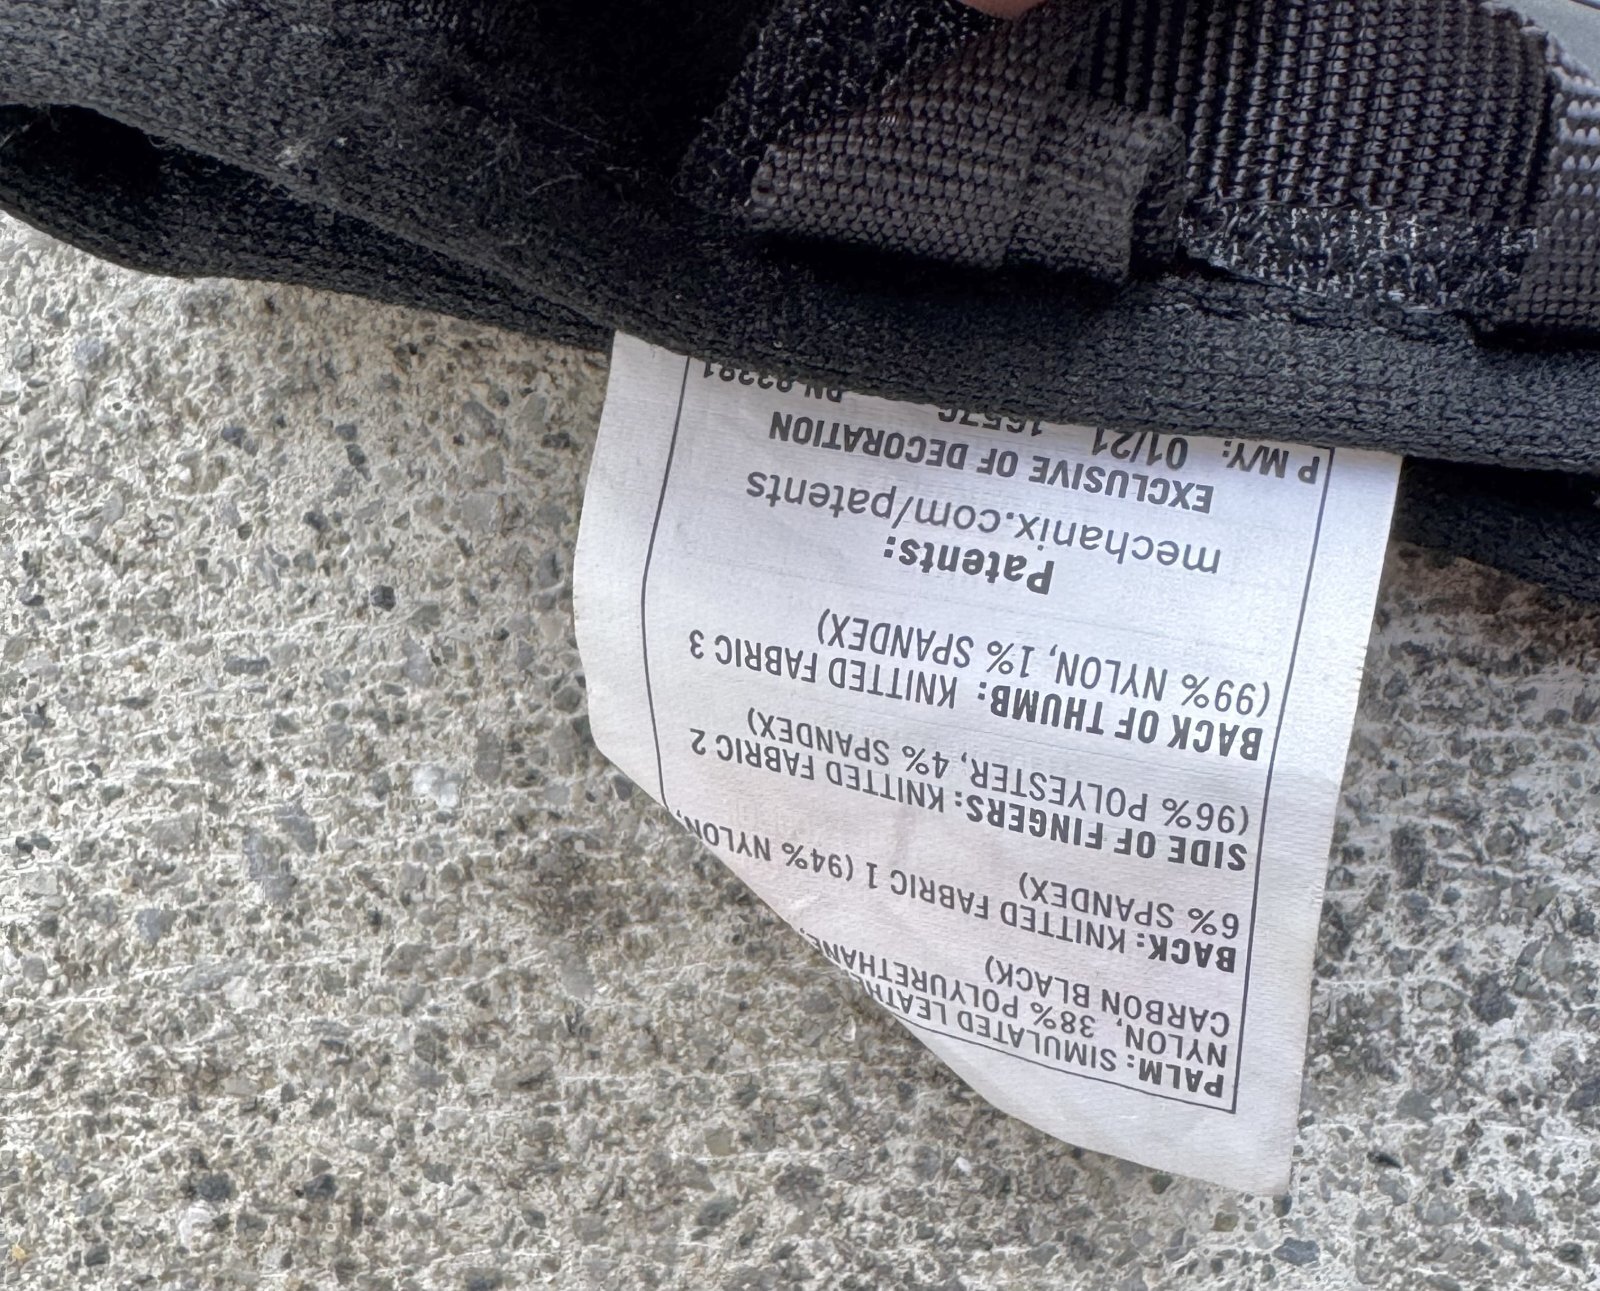 PALM: SIMULATED
NYLON, 38% POLYURETHANE,
CARBON BLACK)
BACK: KNITTED FABRIC 1 (94% NYLON,
6% SPANDEX)
SIDE OF FINGERS: KNITTED FABRIC 2
(96% POLYESTER, 4% SPANDEX)
BACK OF THUMB: KNITTED FABRIC 3
(99% NYLON, 1% SPANDEX)
Patents:
mechanix.com/patents
EXCLUSIVE OF DECORATION
P M/Y: 01/21 1657C RN